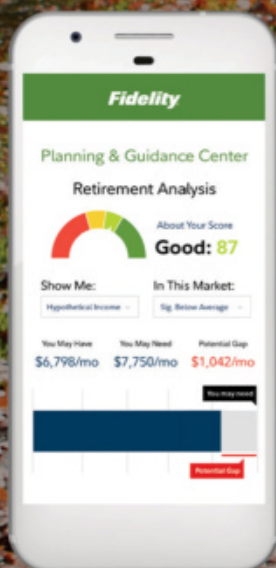 Fidelity
Planning & Guidance Center
Retirement Analysis
About Your Score
Good: 87
Show Me: In This Market:
Hypothetical Income Sig. Below Average
You May Have You May Need Potential Gap
$6,798/mo $7,750/mo $1,042/mo
You may need
Potential Gap